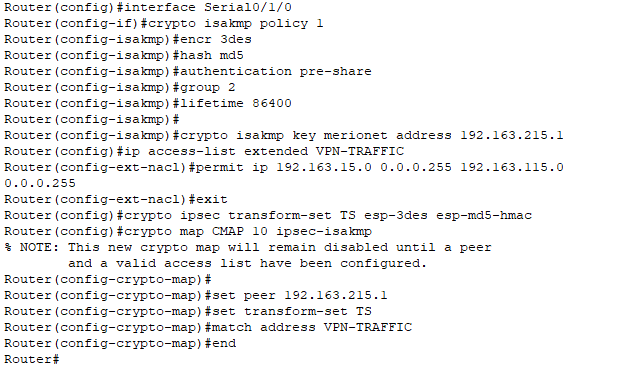 Router(config)#interface Serial0/1/0
Router(config-if)#crypto isakmp policy 1
Router(config-isakmp)#encr 3des
Router(config-isakmp)#hash md5
Router(config-isakmp)#authentication pre-share
Router(config-isakmp)#group 2
Router(config-isakmp)#lifetime 86400
Router(config-isakmp)#
Router(config-isakmp)#crypto isakmp key merionet address 192.163.215.1
Router(config)#ip access-list extended VPN-TRAFFIC
Router(config-ext-nacl)#permit ip 192.163.15.0 0.0.0.255 192.163.115.0
0.0.0.255
Router(config-ext-nacl)#exit
Router(config)#crypto ipsec transform-set TS esp-3des esp-md5-hmac
Router(config)#crypto map CMAP 10 ipsec-isakmp
% NOTE: This new crypto map will remain disabled until a peer
        and a valid access list have been configured.
Router(config-crypto-map)#
Router(config-crypto-map)#set peer 192.163.215.1
Router(config-crypto-map)#set transform-set TS
Router(config-crypto-map)#match address VPN-TRAFFIC
Router(config-crypto-map)#end
Router#